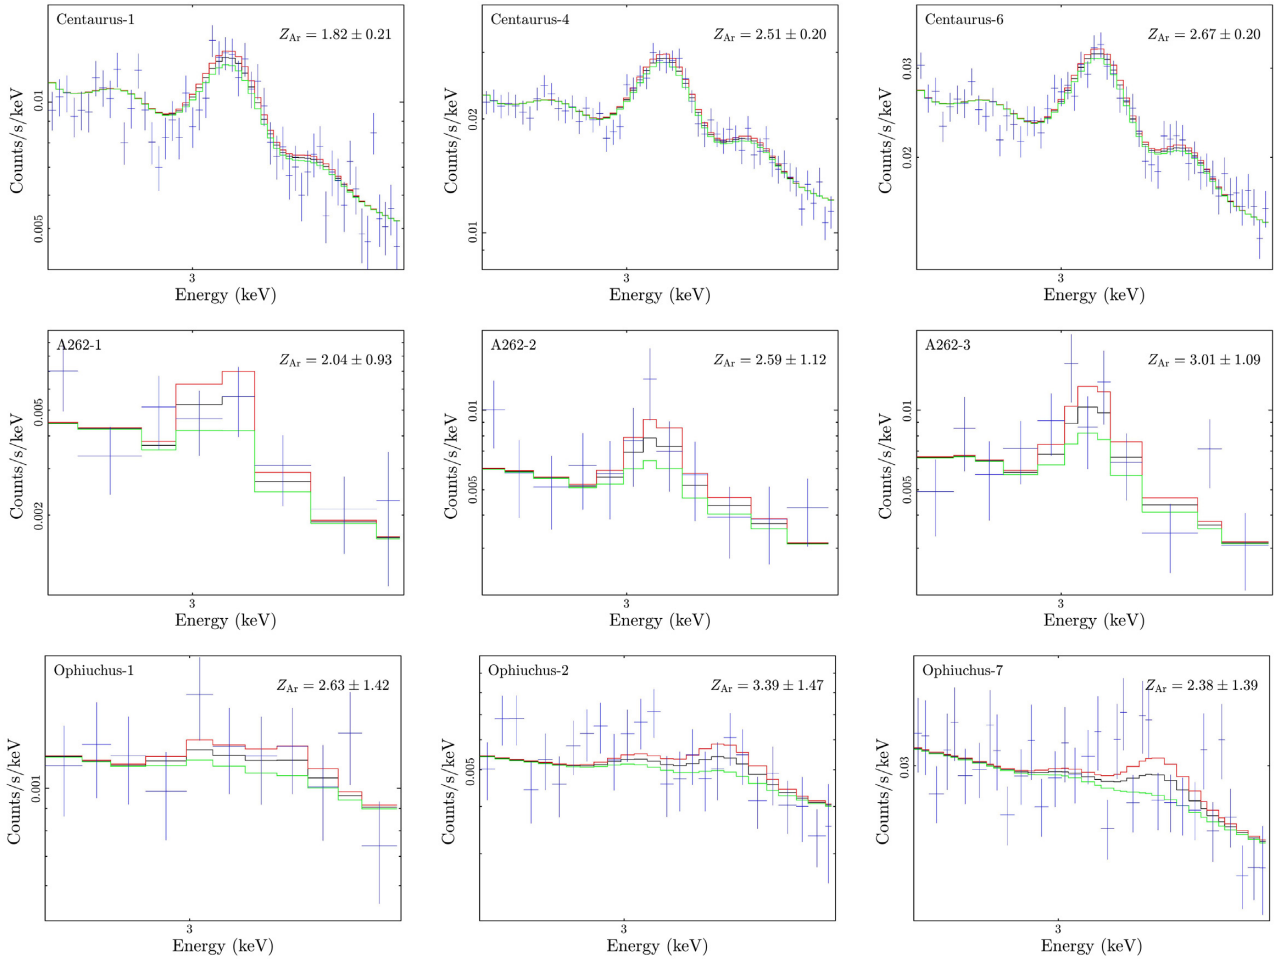 Centaurus-1
Z_Ar = 1.82 ± 0.21
Counts/s/keV
0.01
0.005
3
Energy (keV)
Centaurus-4
Z_Ar = 2.51 ± 0.20
Counts/s/keV
0.02
0.01
3
Energy (keV)
Centaurus-6
Z_Ar = 2.67 ± 0.20
Counts/s/keV
0.03
0.02
3
Energy (keV)
A262-1
Z_Ar = 2.04 ± 0.93
Counts/s/keV
0.005
0.002
3
Energy (keV)
A262-2
Z_Ar = 2.59 ± 1.12
Counts/s/keV
0.01
0.005
3
Energy (keV)
A262-3
Z_Ar = 3.01 ± 1.09
Counts/s/keV
0.01
0.005
3
Energy (keV)
Ophiuchus-1
Z_Ar = 2.63 ± 1.42
Counts/s/keV
0.001
3
Energy (keV)
Ophiuchus-2
Z_Ar = 3.39 ± 1.47
Counts/s/keV
0.005
3
Energy (keV)
Ophiuchus-7
Z_Ar = 2.38 ± 1.39
Counts/s/keV
0.03
3
Energy (keV)